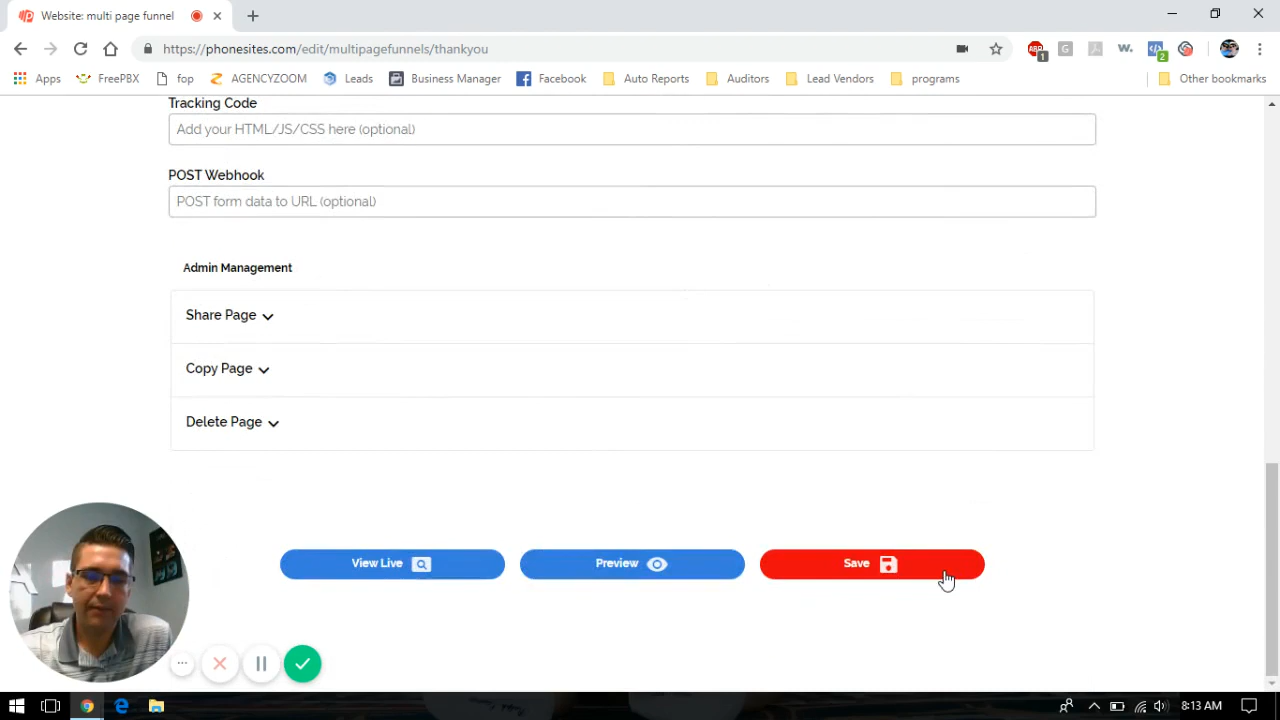 Website: multi page funnel
https://phonesites.com/edit/multipagefunnels/thankyou
ABP
1
G
W.
2
Apps
FreePBX
fop
AGENCYZOOM
Leads
Business Manager
Facebook
Auto Reports
Auditors
Lead Vendors
programs
Other bookmarks
Tracking Code
Add your HTML/JS/CSS here (optional)
POST Webhook
POST form data to URL (optional)
Admin Management
Share Page
Copy Page
Delete Page
View Live
Preview
Save
8:13 AM